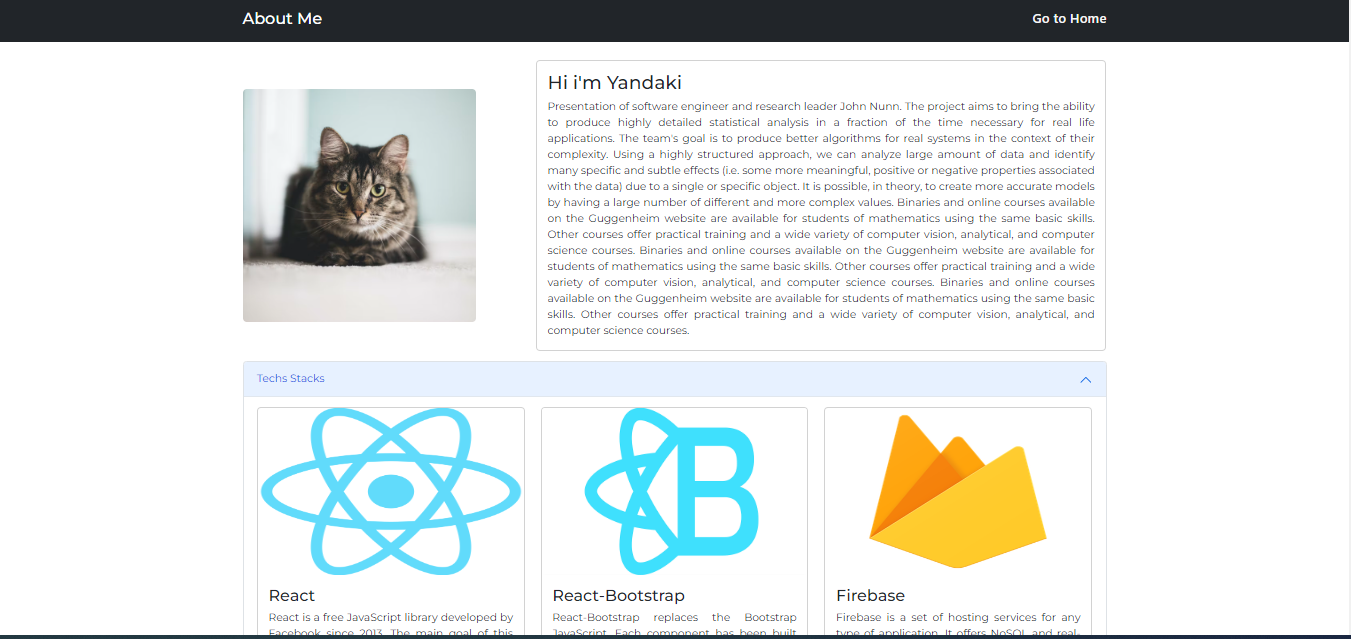 About Me
Go to Home
Hi i'm Yandaki
Presentation of software engineer and research leader John Nunn. The project aims to bring the ability
to produce highly detailed statistical analysis in a fraction of the time necessary for real life
applications. The team's goal is to produce better algorithms for real systems in the context of their
complexity. Using a highly structured approach, we can analyze large amount of data and identify
many specific and subtle effects (i.e. some more meaningful, positive or negative properties associated
with the data) due to a single or specific object. It is possible, in theory, to create more accurate models
by having a large number of different and more complex values. Binaries and online courses available
on the Guggenheim website are available for students of mathematics using the same basic skills.
Other courses offer practical training and a wide variety of computer vision, analytical, and computer
science courses. Binaries and online courses available on the Guggenheim website are available for
students of mathematics using the same basic skills. Other courses offer practical training and a wide
variety of computer vision, analytical, and computer science courses. Binaries and online courses
available on the Guggenheim website are available for students of mathematics using the same basic
skills. Other courses offer practical training and a wide variety of computer vision, analytical, and
computer science courses.
Techs Stacks
React
React is a free JavaScript library developed by
Facebook since 2013. The main goal of this
React-Bootstrap
React-Bootstrap replaces the Bootstrap
JavaScript. Each component has been built
Firebase
Firebase is a set of hosting services for any
type of application. It offers NoSQL and real-